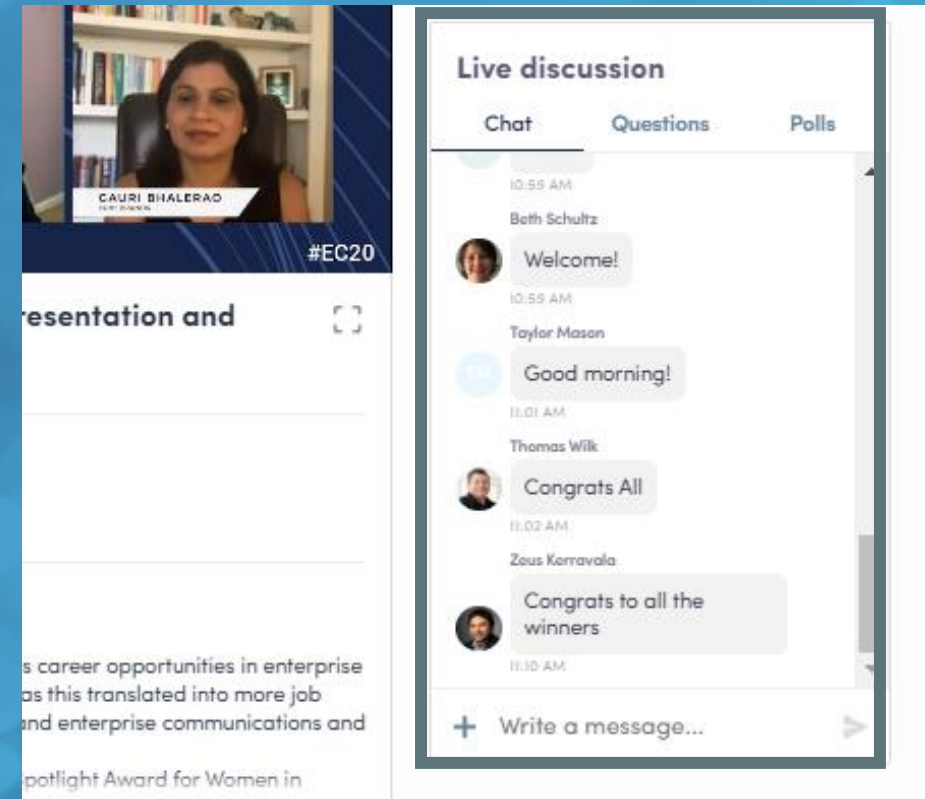 CAURI BHALERAO
#EC20
resentation and
s career opportunities in enterprise
as this translated into more job
and enterprise communications and
potlight Award for Women in
Live discussion
Chat Questions Polls
10:55 AM
Beth Schultz
Welcome!
10:55 AM
Taylor Mason
Good morning!
11:01 AM
Thomas Wilk
Congrats All
11:02 AM
Zeus Kerravala
Congrats to all the
winners
11:10 AM
+ Write a message...